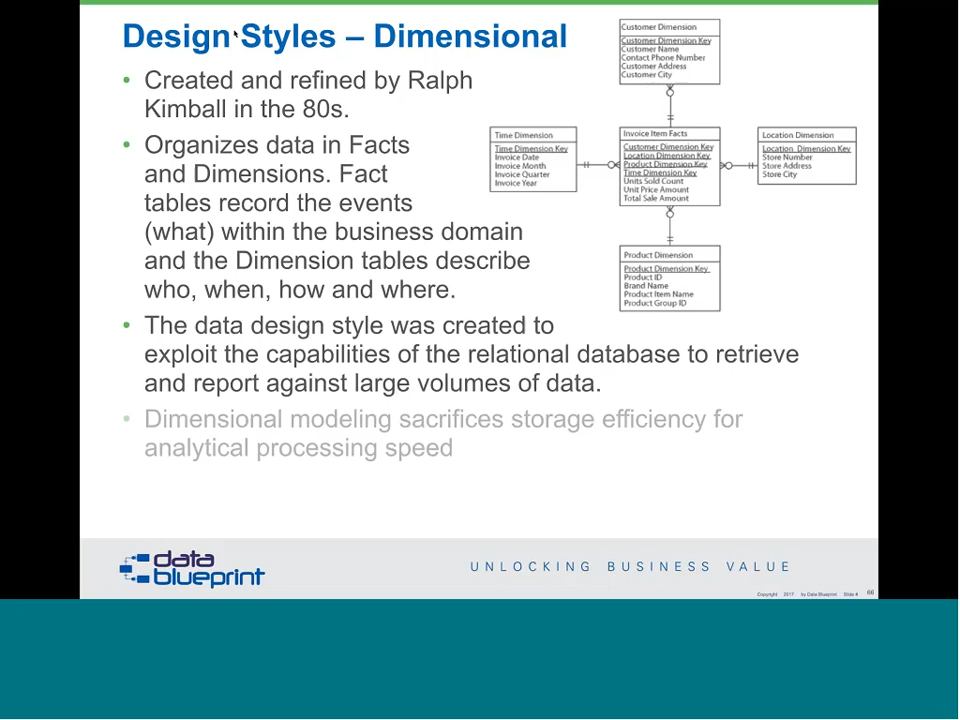 Design Styles – Dimensional
• Created and refined by Ralph
Kimball in the 80s.
• Organizes data in Facts
and Dimensions. Fact
tables record the events
(what) within the business domain
and the Dimension tables describe
who, when, how and where.
• The data design style was created to
exploit the capabilities of the relational database to retrieve
and report against large volumes of data.
• Dimensional modeling sacrifices storage efficiency for
analytical processing speed
Customer Dimension
Customer Dimension Key
Customer Name
Contact Phone Number
Customer Address
Customer City
Time Dimension
Time Dimension Key
Invoice Date
Invoice Month
Invoice Quarter
Invoice Year
Invoice Item Facts
Customer Dimension Key
Location Dimension Key
Product Dimension Key
Time Dimension Key
Units Sold Count
Unit Price Amount
Total Sale Amount
Location Dimension
Location Dimension Key
Store Number
Store Address
Store City
Product Dimension
Product Dimension Key
Product ID
Brand Name
Product Item Name
Product Group ID
data
blueprint
UNLOCKING BUSINESS VALUE
Copyright 2017 by Data Blueprint Slide # 66